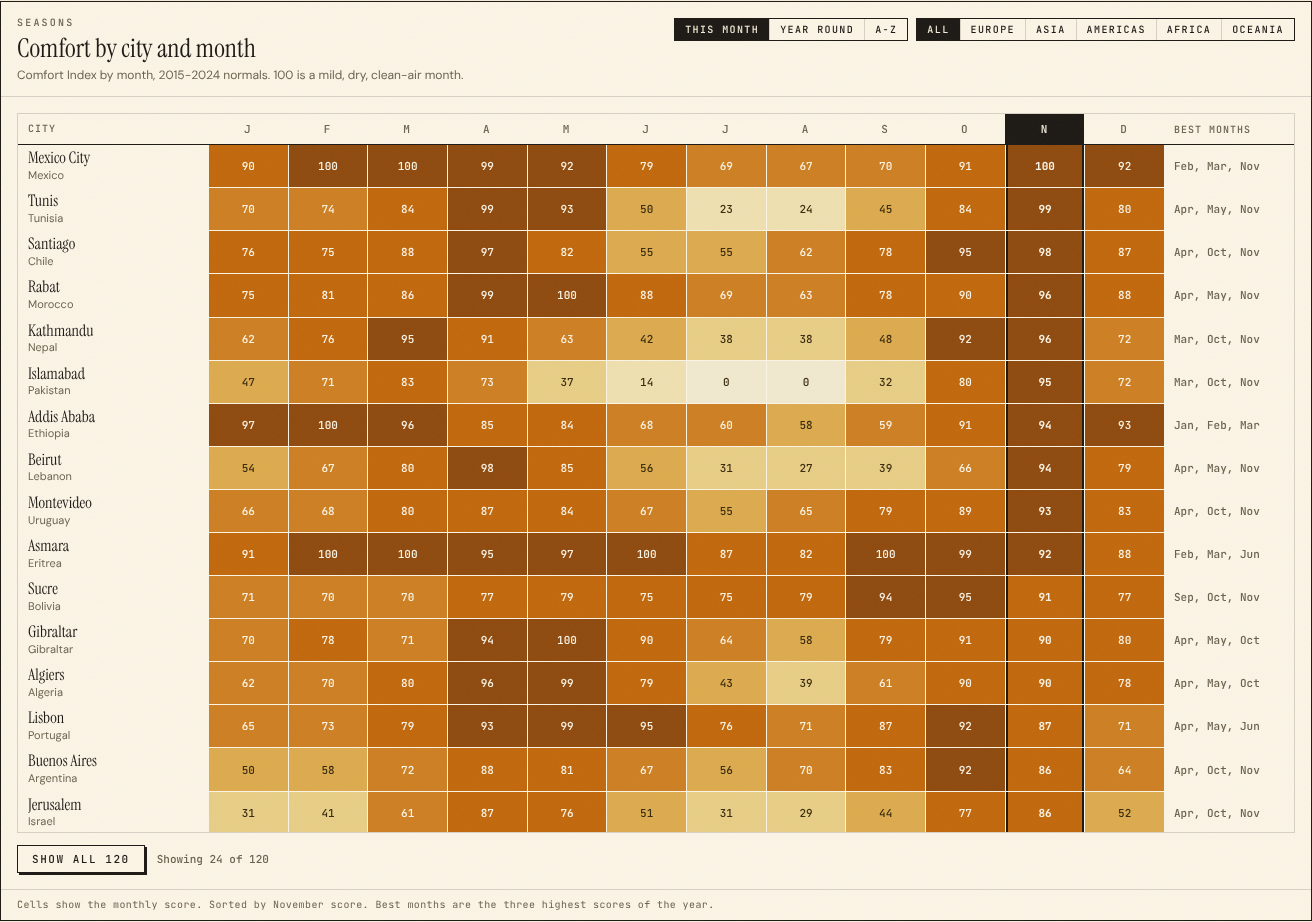 SEASONS
Comfort by city and month
Comfort Index by month, 2015–2024 normals. 100 is a mild, dry, clean-air month.
THIS MONTH YEAR ROUND A-Z ALL EUROPE ASIA AMERICAS AFRICA OCEANIA
CITY J F M A M J J A S O N D BEST MONTHS
Mexico City 90 100 100 99 92 79 69 67 70 91 100 92 Feb, Mar, Nov
Mexico
Tunis 70 74 84 99 93 50 23 24 45 84 99 80 Apr, May, Nov
Tunisia
Santiago 76 75 88 97 82 55 55 62 78 95 98 87 Apr, Oct, Nov
Chile
Rabat 75 81 86 99 100 88 69 63 78 90 96 88 Apr, May, Nov
Morocco
Kathmandu 62 76 95 91 63 42 38 38 48 92 96 72 Mar, Oct, Nov
Nepal
Islamabad 47 71 83 73 37 14 0 0 32 80 95 72 Mar, Oct, Nov
Pakistan
Addis Ababa 97 100 96 85 84 68 60 58 59 91 94 93 Jan, Feb, Mar
Ethiopia
Beirut 54 67 80 98 85 56 31 27 39 66 94 79 Apr, May, Nov
Lebanon
Montevideo 66 68 80 87 84 67 55 65 79 89 93 83 Apr, Oct, Nov
Uruguay
Asmara 91 100 100 95 97 100 87 82 100 99 92 88 Feb, Mar, Jun
Eritrea
Sucre 71 70 70 77 79 75 75 79 94 95 91 77 Sep, Oct, Nov
Bolivia
Gibraltar 70 78 71 94 100 90 64 58 79 91 90 80 Apr, May, Oct
Gibraltar
Algiers 62 70 80 96 99 79 43 39 61 90 90 78 Apr, May, Oct
Algeria
Lisbon 65 73 79 93 99 95 76 71 87 92 87 71 Apr, May, Jun
Portugal
Buenos Aires 50 58 72 88 81 67 56 70 83 92 86 64 Apr, Oct, Nov
Argentina
Jerusalem 31 41 61 87 76 51 31 29 44 77 86 52 Apr, Oct, Nov
Israel
SHOW ALL 120 Showing 24 of 120
Cells show the monthly score. Sorted by November score. Best months are the three highest scores of the year.